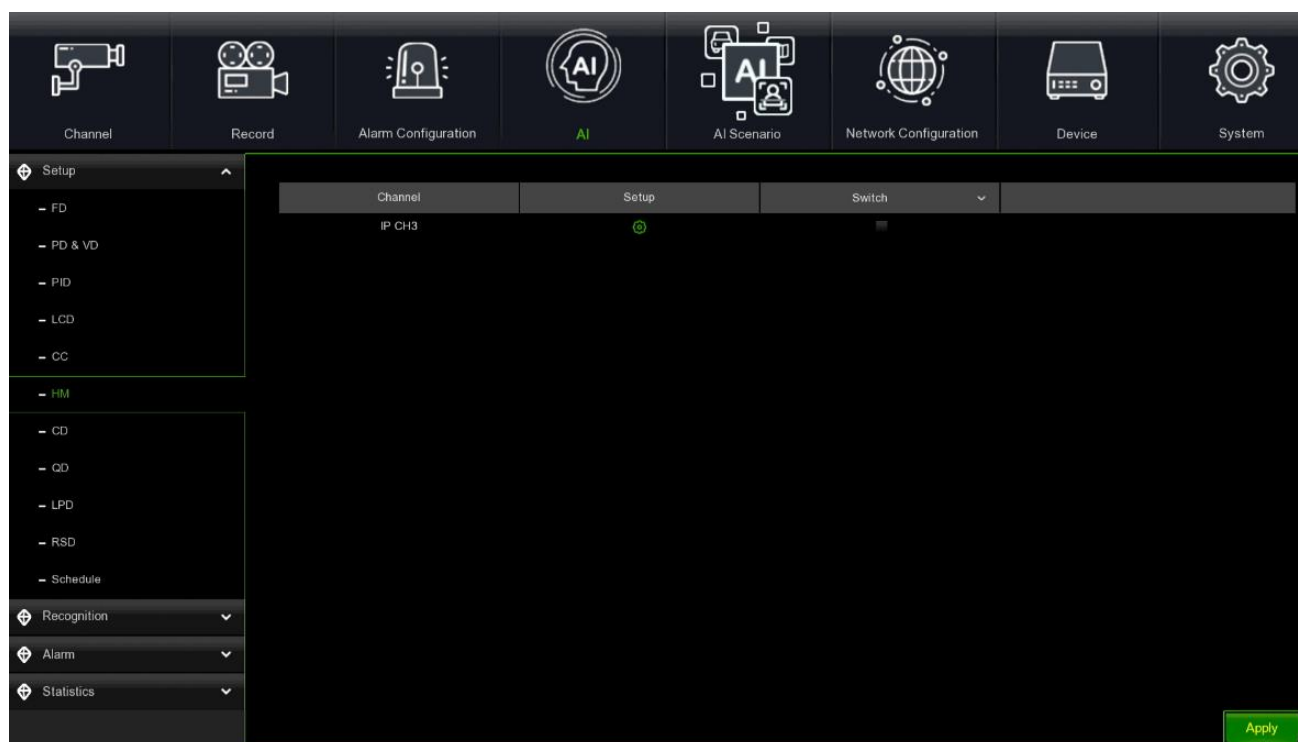 AI
AI
Channel
Record
Alarm Configuration
AI
AI Scenario
Network Configuration
Device
System
Setup
FD
PD & VD
PID
LCD
CC
HM
CD
QD
LPD
RSD
Schedule
Recognition
Alarm
Statistics
Channel Setup Switch
IP CH3
Apply